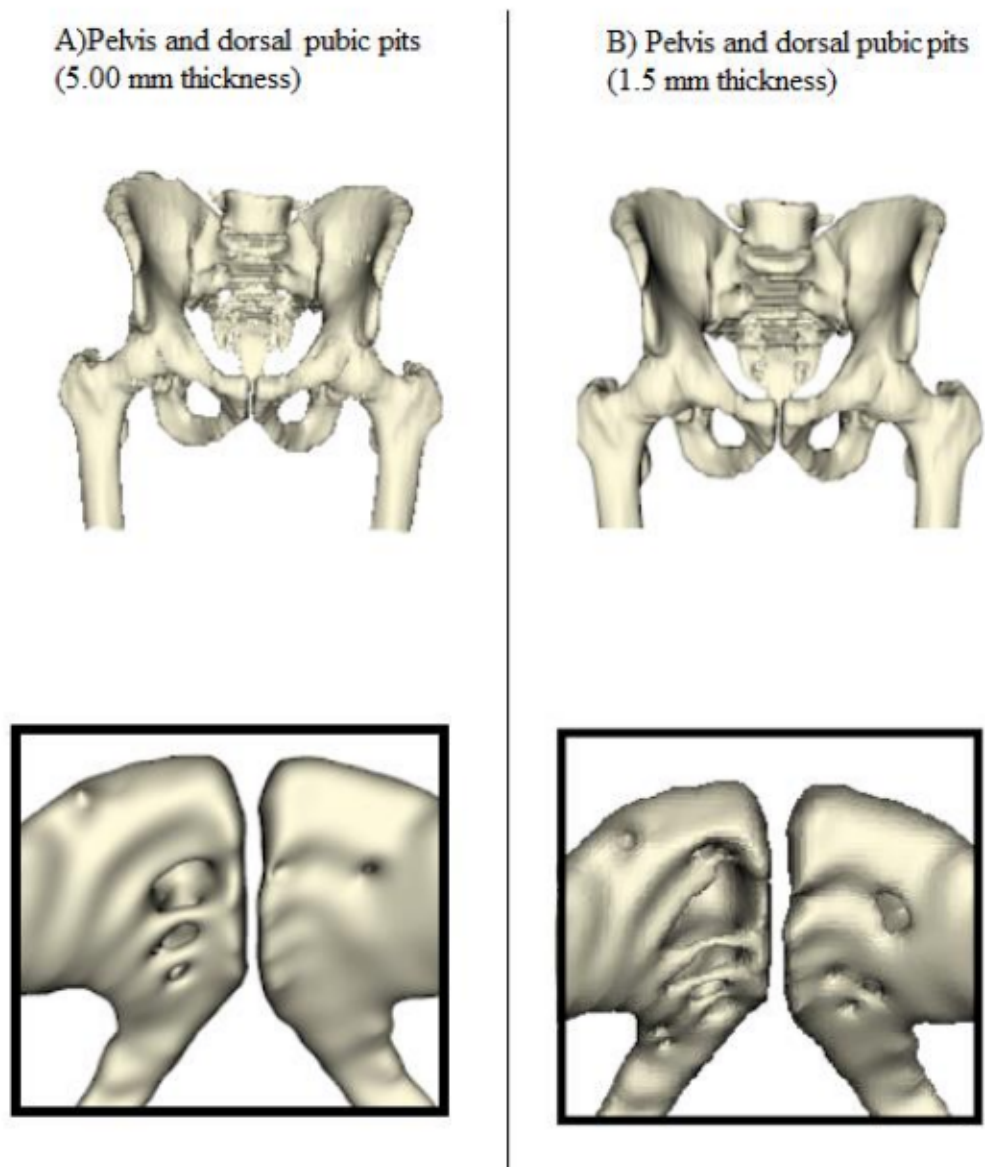 A)Pelvis and dorsal pubic pits
(5.00 mm thickness)
B) Pelvis and dorsal pubic pits
(1.5 mm thickness)